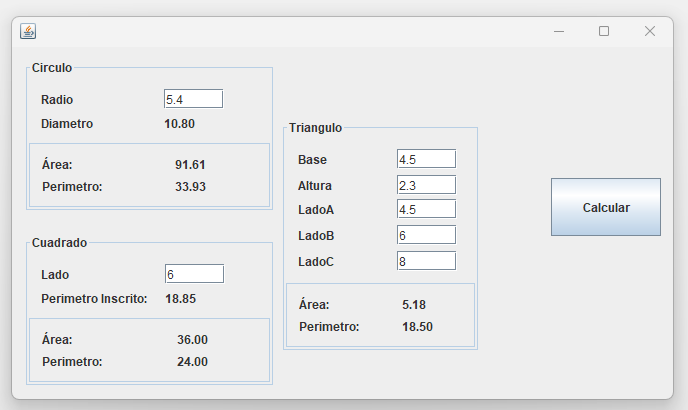 Circulo
Radio 5.4
Diametro 10.80
Área: 91.61
Perimetro: 33.93
Cuadrado
Lado 6
Perimetro Inscrito: 18.85
Área: 36.00
Perimetro: 24.00
Triangulo
Base 4.5
Altura 2.3
LadoA 4.5
LadoB 6
LadoC 8
Área: 5.18
Perimetro: 18.50
Calcular